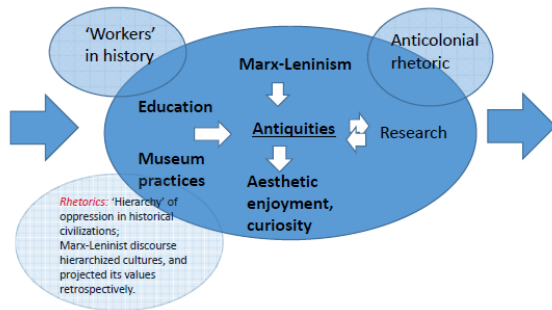 ‘Workers’
in history
Anticolonial
rhetoric
Marx-Leninism
Education
Antiquities
Research
Museum
practices
Aesthetic
enjoyment,
curiosity
Rhetorics: ‘Hierarchy’ of
oppression in historical
civilizations;
Marx-Leninist discourse
hierarchized cultures, and
projected its values
retrospectively.